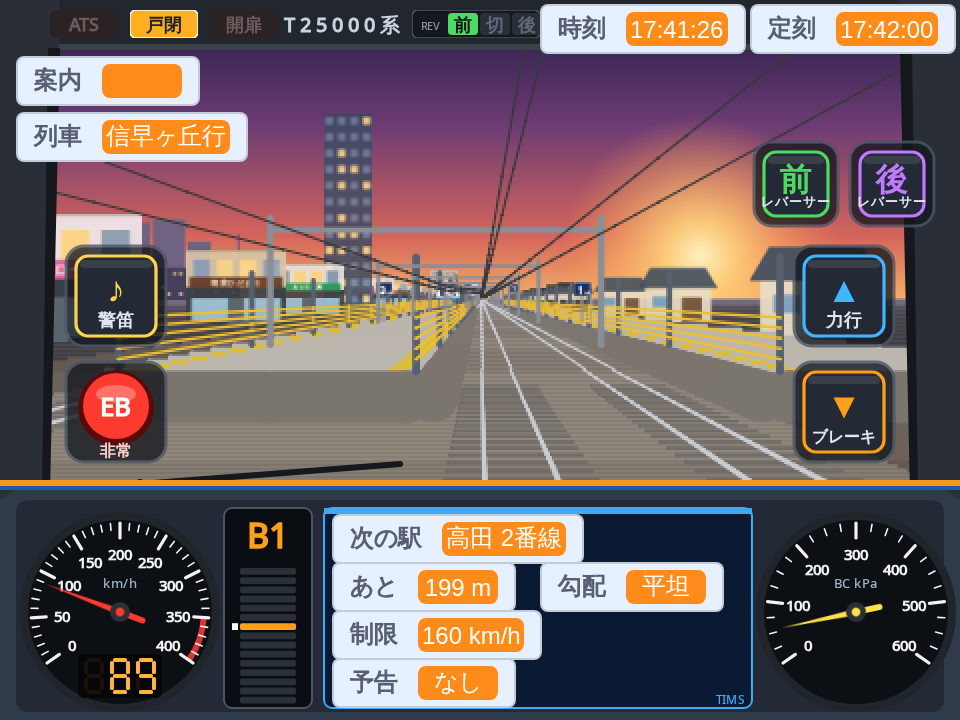 ATS 戸閉 開扉 T25000系 REV 前 切 後
時刻 17:41:26 定刻 17:42:00
案内
列車 信早ヶ丘行
前 レバーサー
後 レバーサー
♪
警笛
▲
力行
EB
非常
▼
ブレーキ
0 50 100 150 200 250 300 350 400
km/h
89
B1
次の駅 高田 2番線
あと 199 m 勾配 平坦
制限 160 km/h
予告 なし
TIMS
0 100 200 300 400 500 600
BC kPa